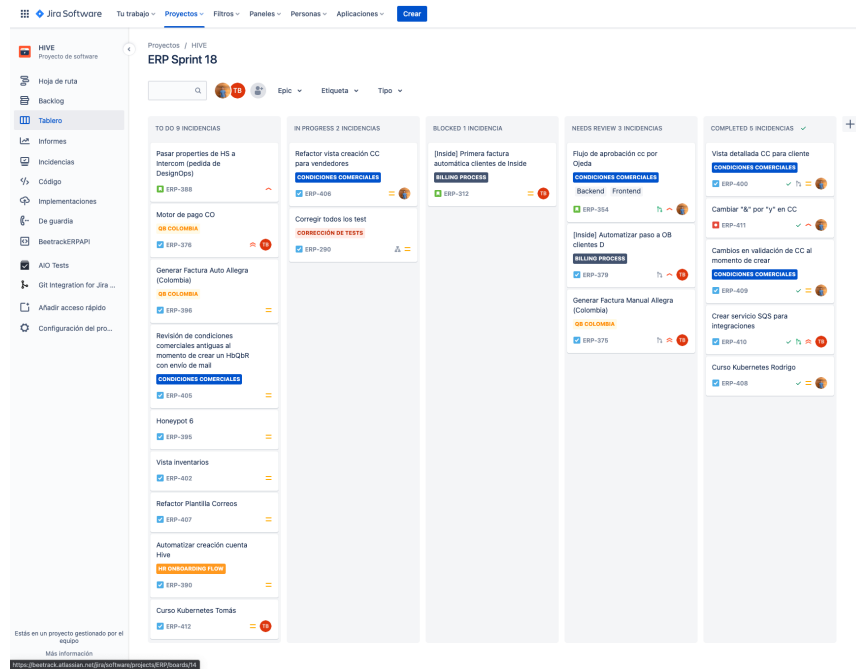 Jira Software
Tu trabajo
Proyectos
Filtros
Paneles
Personas
Aplicaciones
Crear
HIVE
Proyecto de software
Hoja de ruta
Backlog
Tablero
Informes
Incidencias
Código
Implementaciones
De guardia
BeetrackERPAPI
AIO Tests
Git Integration for Jira ...
Añadir acceso rápido
Configuración del pro...
Estás en un proyecto gestionado por el
equipo
Más información
https://beetrack.atlassian.net/jira/software/projects/ERP/boards/14
Proyectos / HIVE
ERP Sprint 18
TB
Epic
Etiqueta
Tipo
TO DO 9 INCIDENCIAS
Pasar properties de HS a
Intercom (pedida de
DesignOps)
ERP-388
Motor de pago CO
QB COLOMBIA
ERP-376
TB
Generar Factura Auto Allegra
(Colombia)
QB COLOMBIA
ERP-396
Revisión de condiciones
comerciales antiguas al
momento de crear un HbQbR
con envío de mail
CONDICIONES COMERCIALES
ERP-405
Honeypot 6
ERP-395
Vista inventarios
ERP-402
Refactor Plantilla Correos
ERP-407
Automatizar creación cuenta
Hive
HR ONBOARDING FLOW
ERP-390
Curso Kubernetes Tomás
ERP-412
TB
IN PROGRESS 2 INCIDENCIAS
Refactor vista creación CC
para vendedores
CONDICIONES COMERCIALES
ERP-406
Corregir todos los test
CORRECCIÓN DE TESTS
ERP-290
BLOCKED 1 INCIDENCIA
[Inside] Primera factura
automática clientes de Inside
BILLING PROCESS
ERP-312
TB
NEEDS REVIEW 3 INCIDENCIAS
Flujo de aprobación cc por
Ojeda
CONDICIONES COMERCIALES
Backend Frontend
ERP-354
[Inside] Automatizar paso a OB
clientes D
BILLING PROCESS
ERP-379
TB
Generar Factura Manual Allegra
(Colombia)
QB COLOMBIA
ERP-375
TB
COMPLETED 5 INCIDENCIAS
Vista detallada CC para cliente
CONDICIONES COMERCIALES
ERP-400
Cambiar "&" por "y" en CC
ERP-411
Cambios en validación de CC al
momento de crear
CONDICIONES COMERCIALES
ERP-409
Crear servicio SQS para
integraciones
ERP-410
TB
Curso Kubernetes Rodrigo
ERP-408